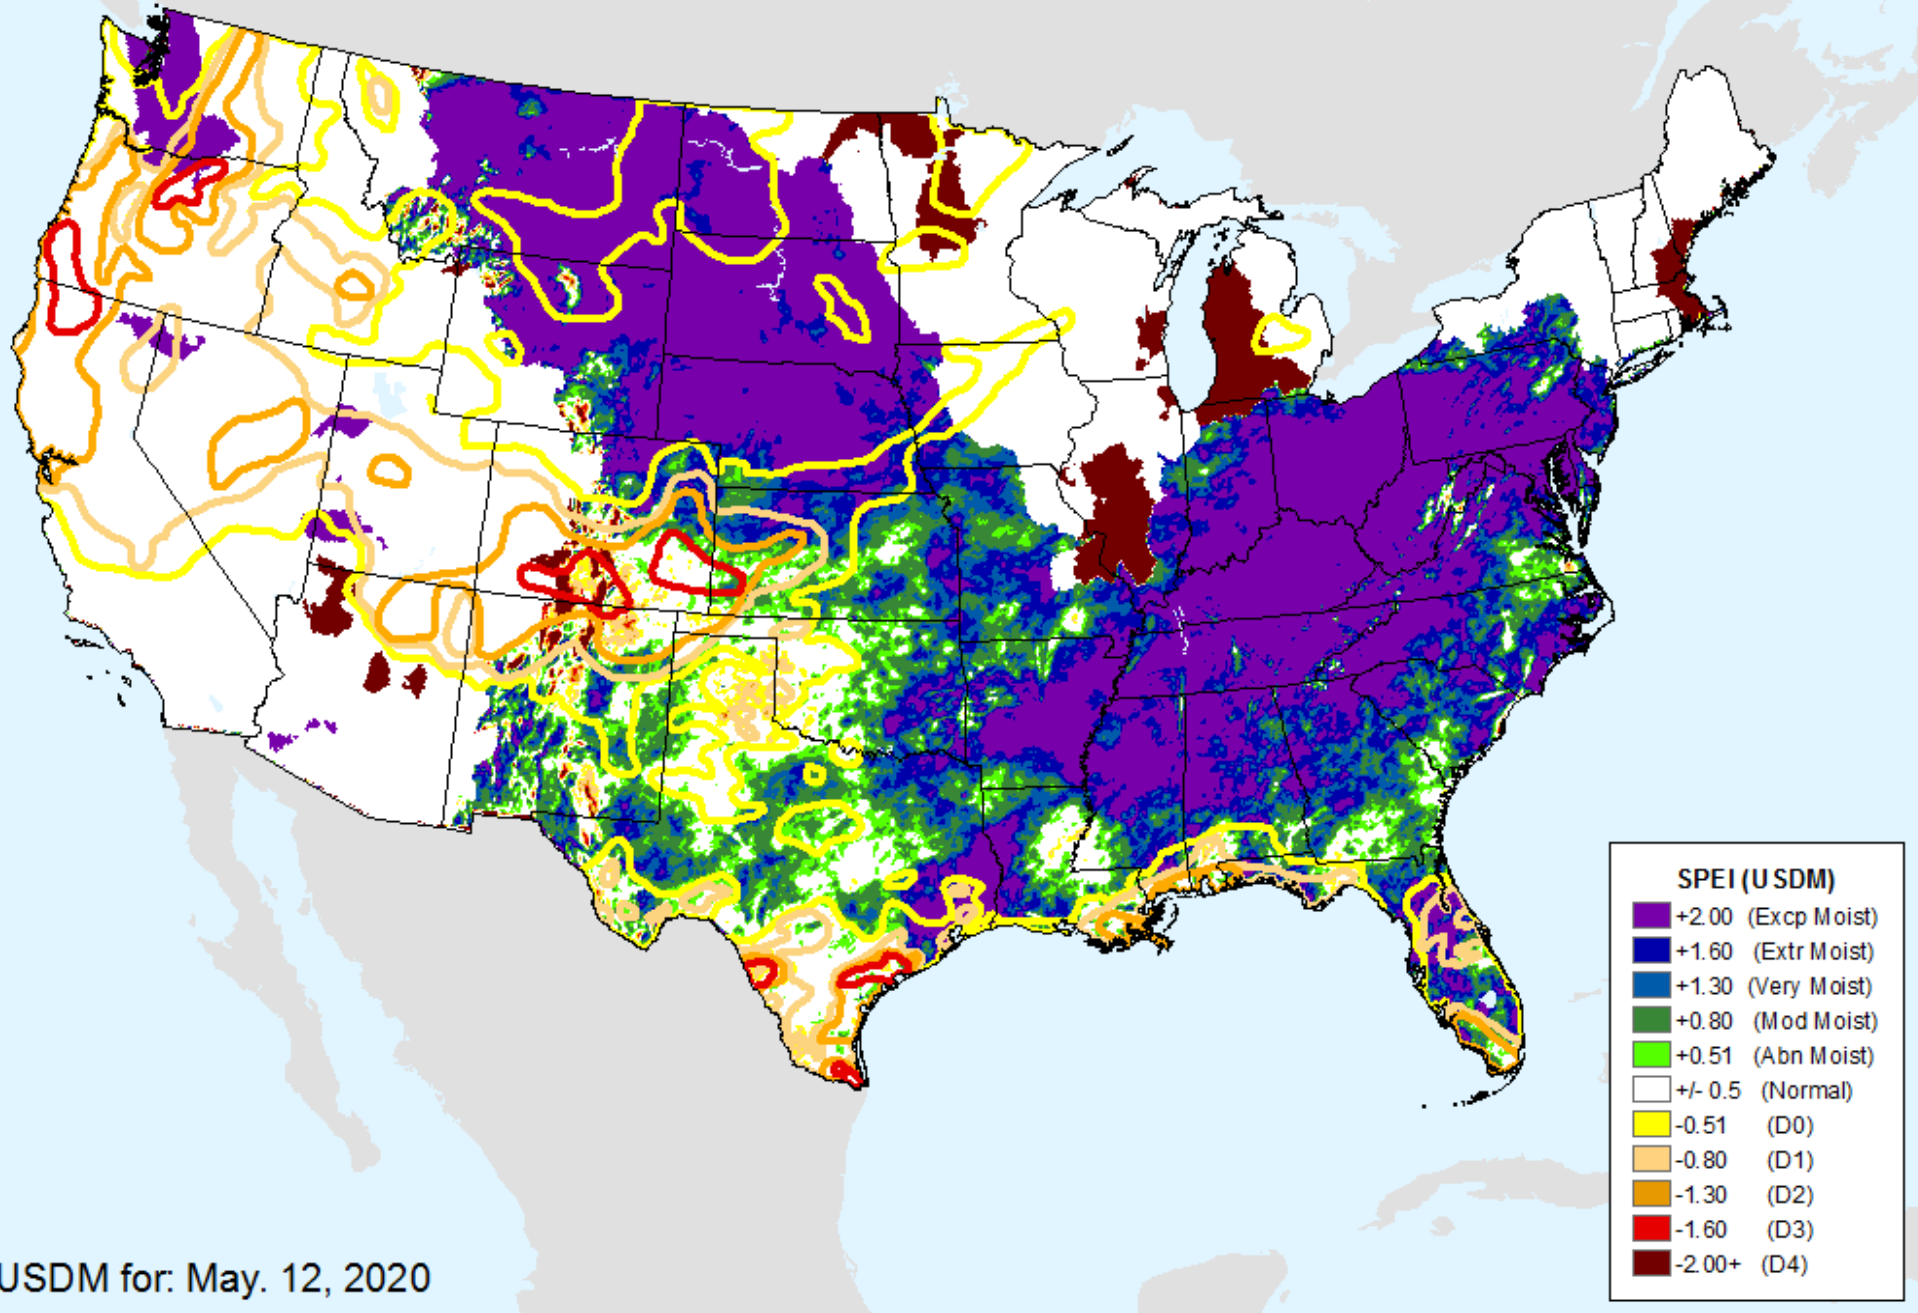 SPEI (USDM)
+2.00 (Excp Moist)
+1.60 (Extr Moist)
+1.30 (Very Moist)
+0.80 (Mod Moist)
+0.51 (Abn Moist)
+/- 0.5 (Normal)
-0.51 (D0)
-0.80 (D1)
-1.30 (D2)
-1.60 (D3)
-2.00+ (D4)
USDM for: May. 12, 2020